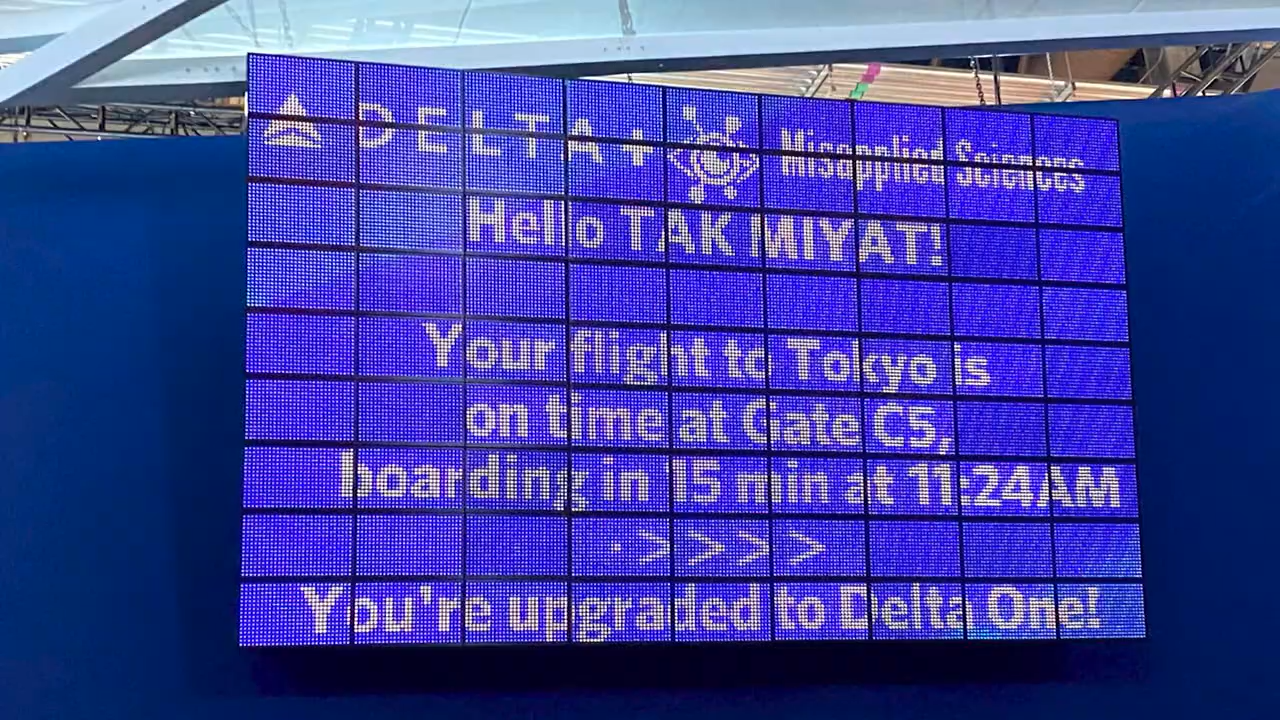 DELTA + Misapplied Sciences
Hello TAK MIYAT!
Your flight to Tokyo is
on time at Gate C5,
boarding in 15 min at 11:24AM
->>>>
You're upgraded to Delta One!